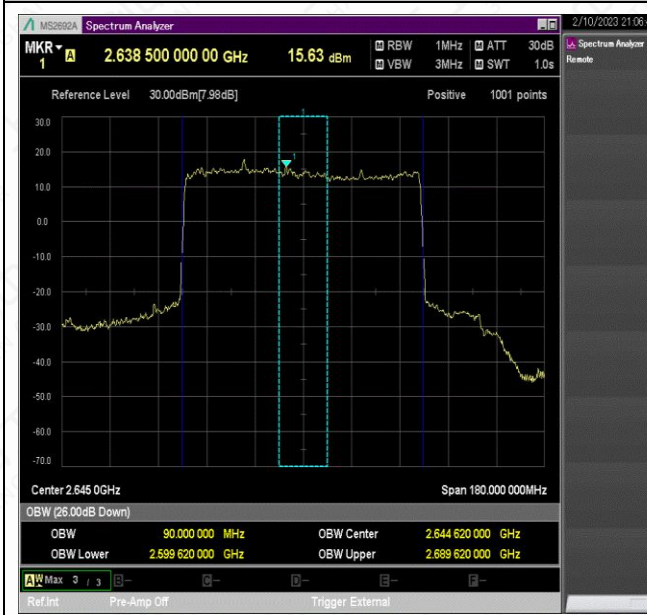 MS2692A Spectrum Analyzer
2/10/2023 21:06:
MKR 1 A 2.638 500 000 00 GHz 15.63 dBm
RBW 1MHz ATT 30dB
VBW 3MHz SWT 1.0s
Spectrum Analyzer
Remote
Reference Level 30.00dBm[7.98dB] Positive 1001 points
30.0
20.0
1
10.0
0.0
-10.0
-20.0
-30.0
-40.0
-50.0
-60.0
-70.0
Center 2.645 0GHz Span 180.000 000MHz
OBW (26.00dB Down)
OBW 90.000 000 MHz OBW Center 2.644 620 000 GHz
OBW Lower 2.599 620 000 GHz OBW Upper 2.689 620 000 GHz
A W Max 3 / 3 B- C- D- E- F-
Ref.Int Pre-Amp Off Trigger External